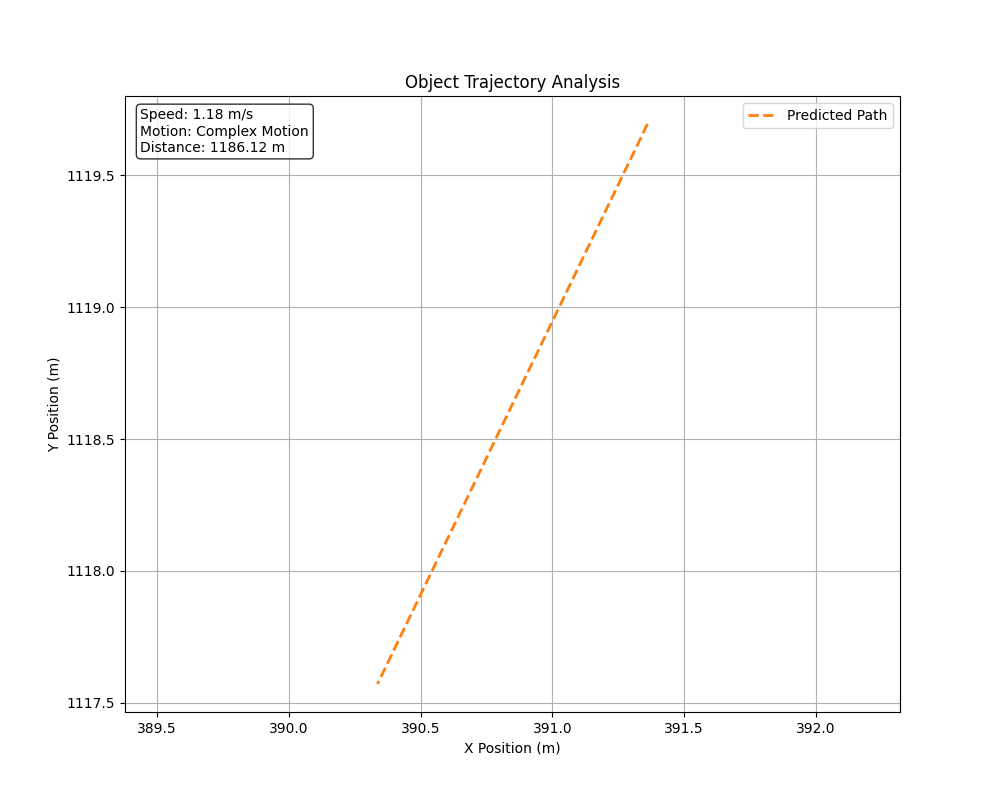 Object Trajectory Analysis
Speed: 1.18 m/s
Motion: Complex Motion
Distance: 1186.12 m
Predicted Path
1119.5
1119.0
1118.5
1118.0
1117.5
Y Position (m)
389.5 390.0 390.5 391.0 391.5 392.0
X Position (m)